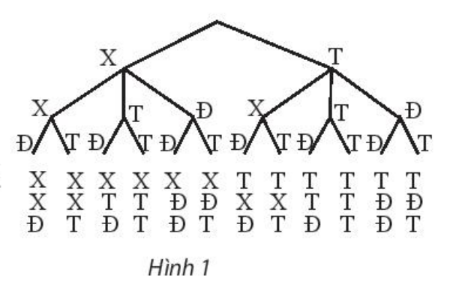 X T
X T Đ X T Đ
Đ T Đ T Đ T Đ T Đ T Đ T
X X X X X X T T T T T T
X X T T Đ Đ X X T T Đ Đ
Đ T Đ T Đ T Đ T Đ T Đ T
Hình 1